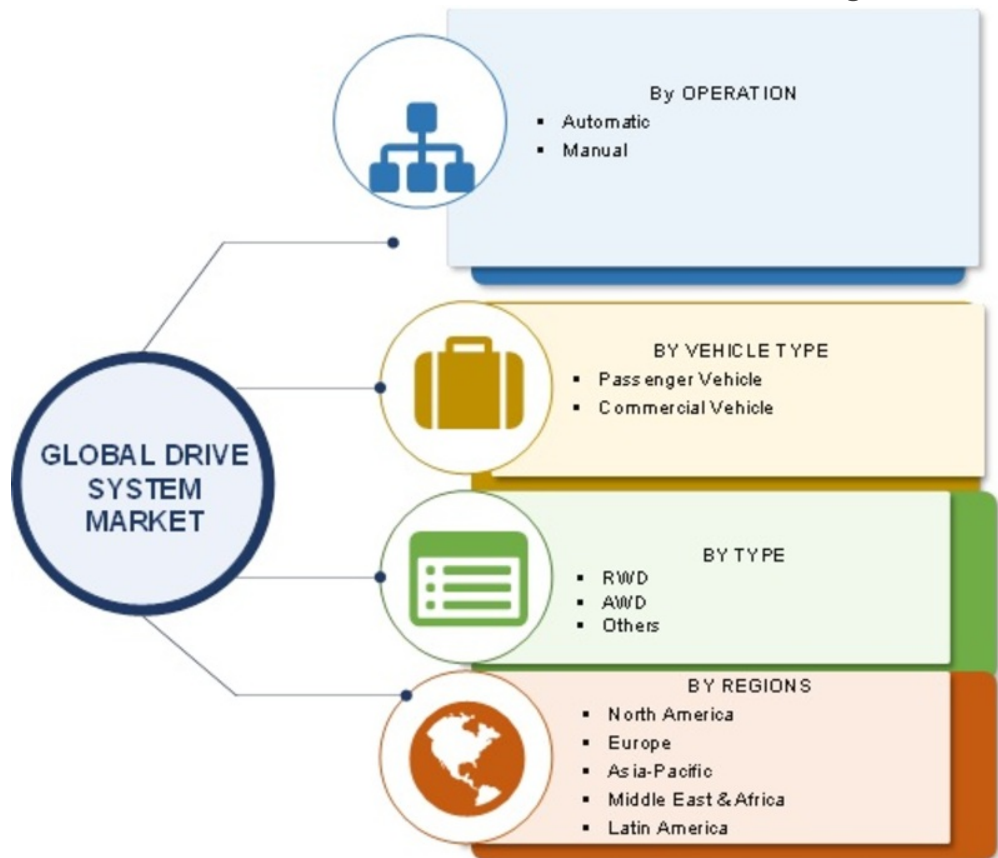 By OPERATION
▪ Automatic
▪ Manual
GLOBAL DRIVE
SYSTEM
MARKET
BY VEHICLE TYPE
▪ Passenger Vehicle
▪ Commercial Vehicle
BY TYPE
▪ RWD
▪ AWD
▪ Others
BY REGIONS
▪ North America
▪ Europe
▪ Asia-Pacific
▪ Middle East & Africa
▪ Latin America